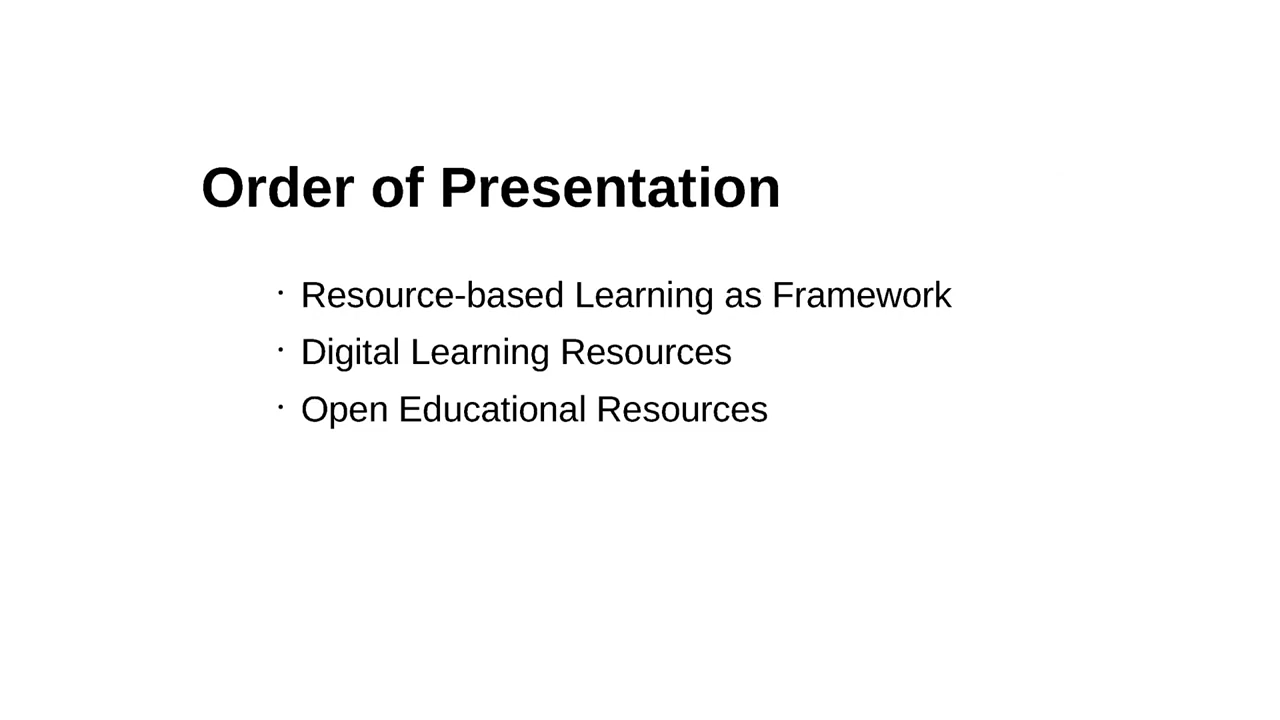 Order of Presentation
· Resource-based Learning as Framework
· Digital Learning Resources
· Open Educational Resources